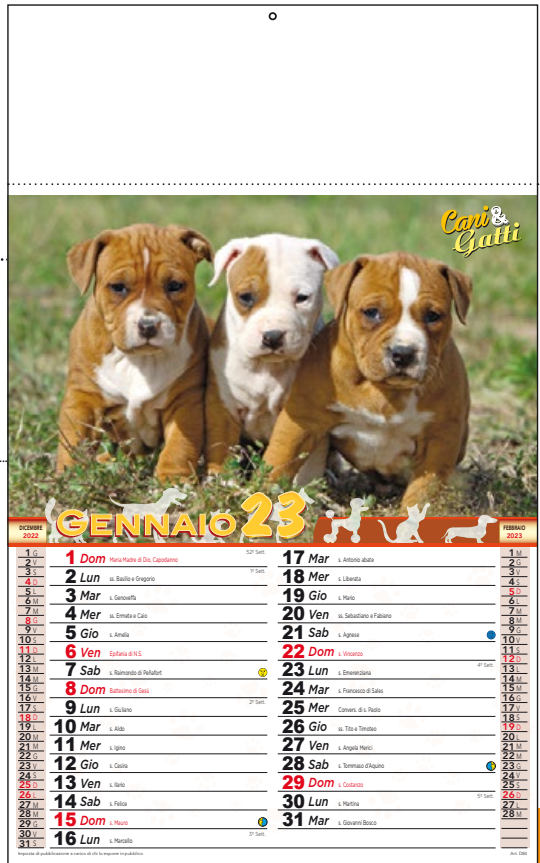 Cani &
Gatti
DICEMBRE
2022
GENNAIO 23
FEBBRAIO
2023
1 G
2 V
3 S
4 D
5 L
6 M
7 M
8 G
9 V
10 S
11 D
12 L
13 M
14 M
15 G
16 V
17 S
18 D
19 L
20 M
21 M
22 G
23 V
24 S
25 D
26 L
27 M
28 M
29 G
30 V
31 S
1 Dom Maria Madre di Dio, Capodanno 52ª Sett.
2 Lun ss. Basilio e Gregorio 1ª Sett.
3 Mar s. Genoveffa
4 Mer ss. Ermete e Caio
5 Gio s. Amelia
6 Ven Epifania di N.S.
7 Sab s. Raimondo di Peñafort
8 Dom Battesimo di Gesù
9 Lun s. Giuliano 2ª Sett.
10 Mar s. Aldo
11 Mer s. Igino
12 Gio s. Cesira
13 Ven s. Ilario
14 Sab s. Felice
15 Dom s. Mauro
16 Lun s. Marcello 3ª Sett.
17 Mar s. Antonio abate
18 Mer s. Liberata
19 Gio s. Mario
20 Ven ss. Sebastiano e Fabiano
21 Sab s. Agnese
22 Dom s. Vincenzo
23 Lun s. Emerenziana 4ª Sett.
24 Mar s. Francesco di Sales
25 Mer Convers. di s. Paolo
26 Gio ss. Tito e Timoteo
27 Ven s. Angela Merici
28 Sab s. Tommaso d'Aquino
29 Dom s. Costanzo
30 Lun s. Martina 5ª Sett.
31 Mar s. Giovanni Bosco
1 M
2 G
3 V
4 S
5 D
6 L
7 M
8 M
9 G
10 V
11 S
12 D
13 L
14 M
15 M
16 G
17 V
18 S
19 D
20 L
21 M
22 M
23 G
24 V
25 S
26 D
27 L
28 M
Imposta di pubblicazione a carico di chi la espone in pubblico